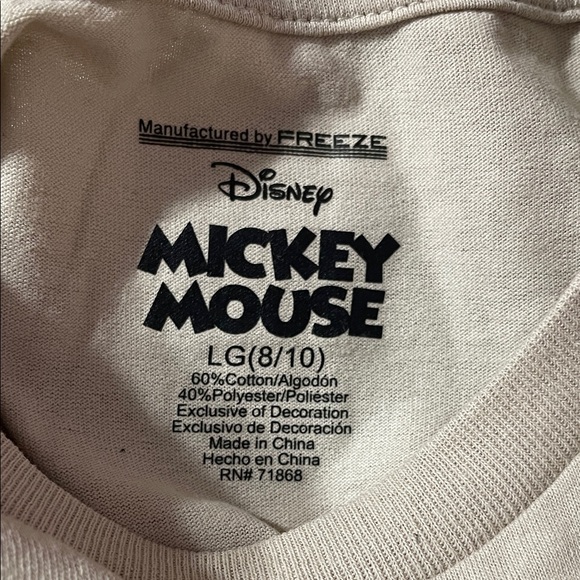 Manufactured by FREEZE
Disney
MICKEY
MOUSE
LG(8/10)
60%Cotton/Algodón
40%Polyester/Poliéster
Exclusive of Decoration
Exclusivo de Decoración
Made in China
Hecho en China
RN# 71868